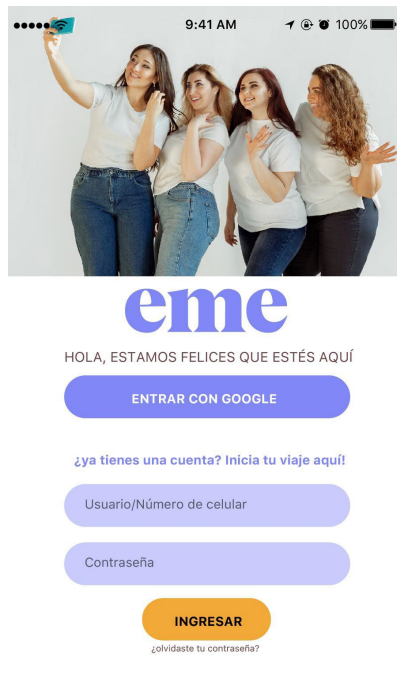 9:41 AM 100%
eme
HOLA, ESTAMOS FELICES QUE ESTÉS AQUÍ
ENTRAR CON GOOGLE
¿ya tienes una cuenta? Inicia tu viaje aquí!
Usuario/Número de celular
Contraseña
INGRESAR
¿olvidaste tu contraseña?